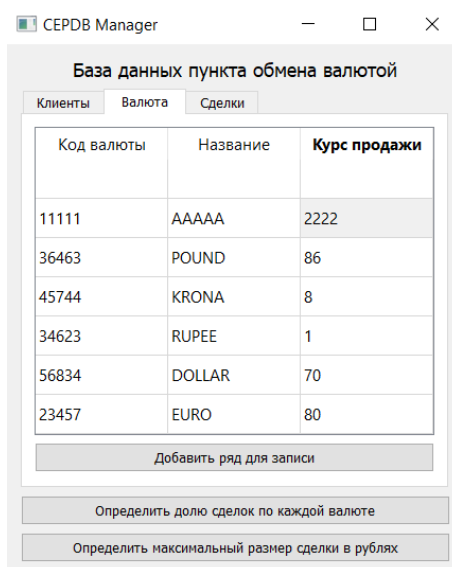 CEPDB Manager
База данных пункта обмена валютой
Клиенты Валюта Сделки
Код валюты Название Курс продажи
11111 AAAAA 2222
36463 POUND 86
45744 KRONA 8
34623 RUPEE 1
56834 DOLLAR 70
23457 EURO 80
Добавить ряд для записи
Определить долю сделок по каждой валюте
Определить максимальный размер сделки в рублях